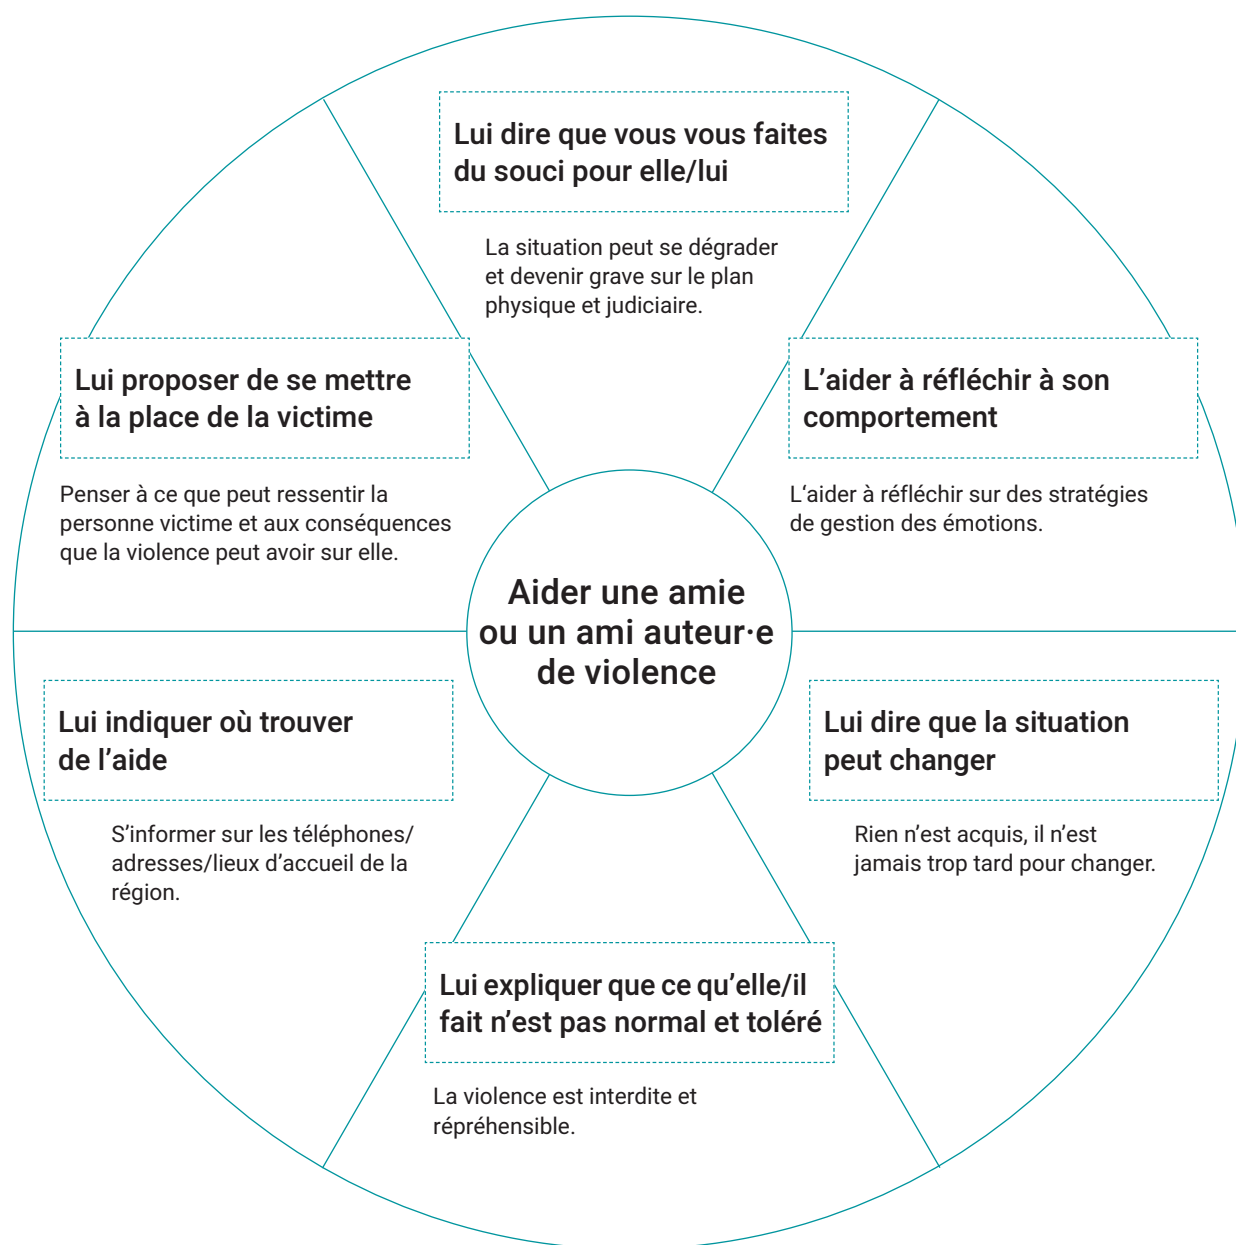 Lui dire que vous vous faites
du souci pour elle/lui
La situation peut se dégrader
et devenir grave sur le plan
physique et judiciaire.
Lui proposer de se mettre
à la place de la victime
Penser à ce que peut ressentir la
personne victime et aux conséquences
que la violence peut avoir sur elle.
L’aider à réfléchir à son
comportement
L‘aider à réfléchir sur des stratégies
de gestion des émotions.
Aider une amie
ou un ami auteur·e
de violence
Lui indiquer où trouver
de l’aide
S’informer sur les téléphones/
adresses/lieux d’accueil de la
région.
Lui dire que la situation
peut changer
Rien n’est acquis, il n’est
jamais trop tard pour changer.
Lui expliquer que ce qu’elle/il
fait n’est pas normal et toléré
La violence est interdite et
répréhensible.